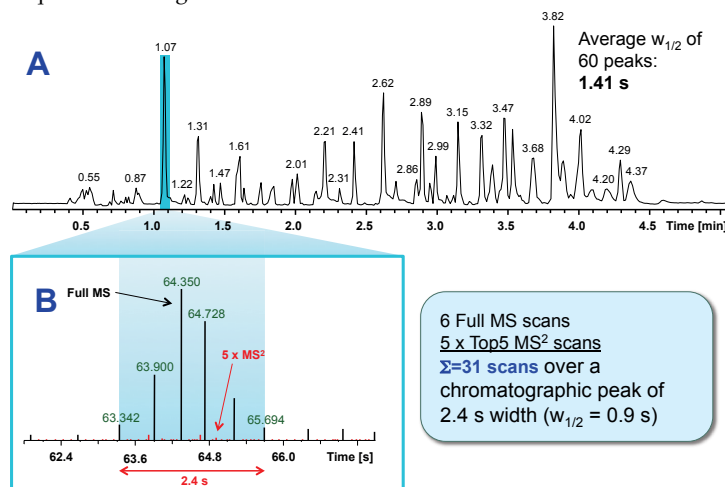 A
Average w1/2 of
60 peaks:
1.41 s
0.55
0.87
1.07
1.22
1.31
1.47
1.61
2.01
2.21
2.31
2.41
2.62
2.86
2.89
2.99
3.15
3.32
3.47
3.68
3.82
4.02
4.20
4.29
4.37
0.5 1.0 1.5 2.0 2.5 3.0 3.5 4.0 4.5 Time [min]
B
Full MS
64.350
64.728
63.900
5 x MS²
63.342
65.694
62.4 63.6 64.8 66.0 Time [s]
2.4 s
6 Full MS scans
5 x Top5 MS² scans
Σ=31 scans over a
chromatographic peak of
2.4 s width (w1/2 = 0.9 s)